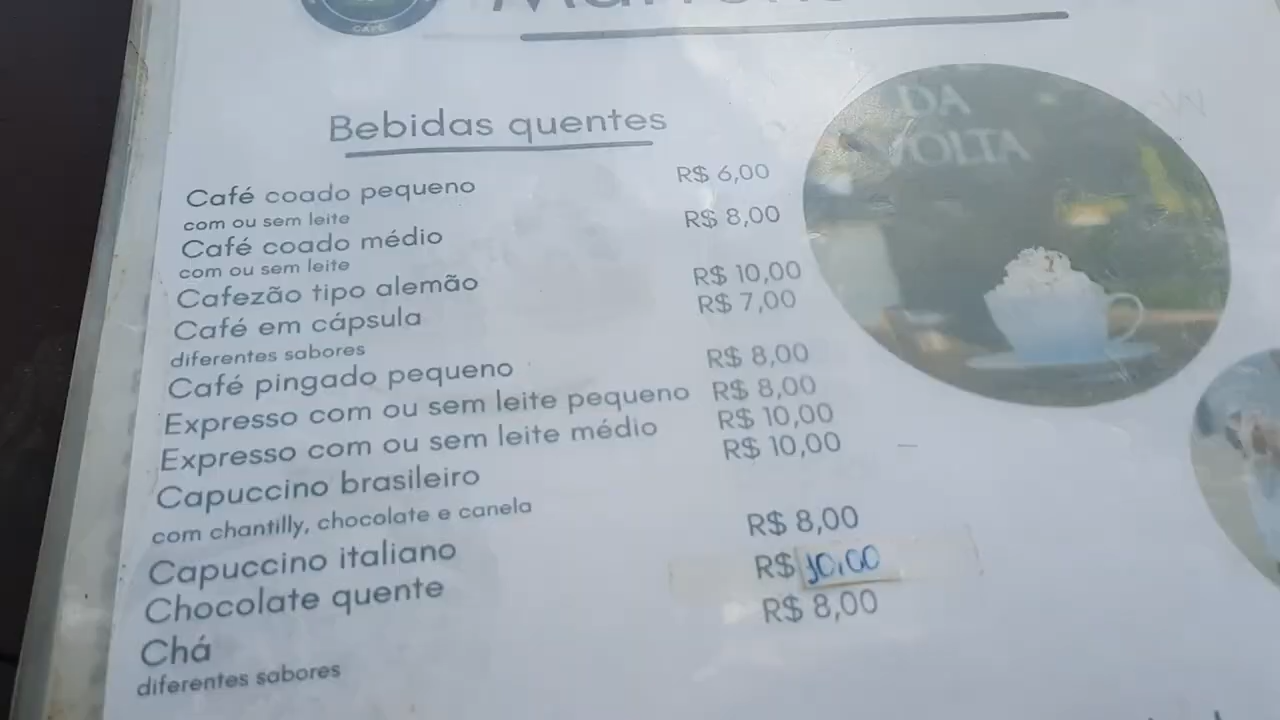 CAFÉ
Bebidas quentes
Café coado pequeno R$ 6,00
com ou sem leite
Café coado médio R$ 8,00
com ou sem leite
Cafezão tipo alemão R$ 10,00
Café em cápsula R$ 7,00
diferentes sabores
Café pingado pequeno R$ 8,00
Expresso com ou sem leite pequeno R$ 8,00
Expresso com ou sem leite médio R$ 10,00
Capuccino brasileiro R$ 10,00
com chantilly, chocolate e canela
Capuccino italiano R$ 8,00
Chocolate quente R$ 10,00
Chá R$ 8,00
diferentes sabores
DA
VOLTA